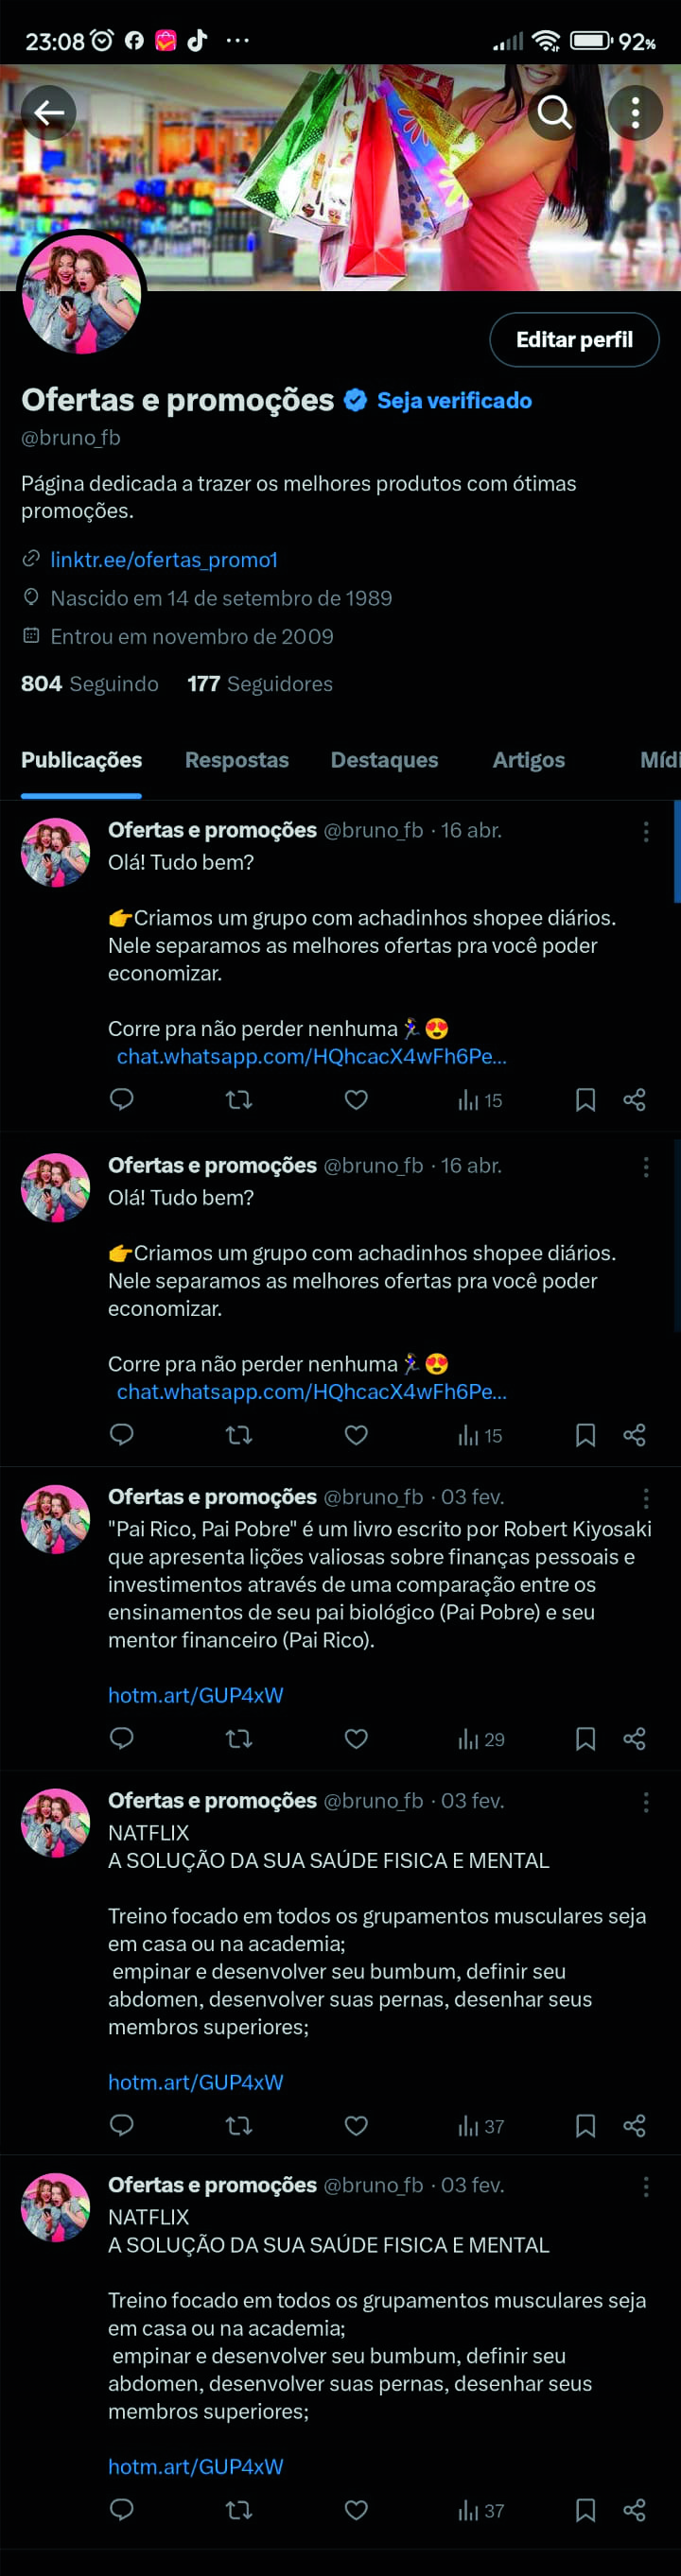 23:08 92%
Editar perfil
Ofertas e promoções Seja verificado
@bruno_fb
Página dedicada a trazer os melhores produtos com ótimas
promoções.
linktr.ee/ofertas_promo1
Nascido em 14 de setembro de 1989
Entrou em novembro de 2009
804 Seguindo 177 Seguidores
Publicações Respostas Destaques Artigos Mídi
Ofertas e promoções @bruno_fb · 16 abr.
Olá! Tudo bem?
👉Criamos um grupo com achadinhos shopee diários.
Nele separamos as melhores ofertas pra você poder
economizar.
Corre pra não perder nenhuma🏃‍♀️😍
chat.whatsapp.com/HQhcacX4wFh6Pe...
15
Ofertas e promoções @bruno_fb · 16 abr.
Olá! Tudo bem?
👉Criamos um grupo com achadinhos shopee diários.
Nele separamos as melhores ofertas pra você poder
economizar.
Corre pra não perder nenhuma🏃‍♀️😍
chat.whatsapp.com/HQhcacX4wFh6Pe...
15
Ofertas e promoções @bruno_fb · 03 fev.
"Pai Rico, Pai Pobre" é um livro escrito por Robert Kiyosaki
que apresenta lições valiosas sobre finanças pessoais e
investimentos através de uma comparação entre os
ensinamentos de seu pai biológico (Pai Pobre) e seu
mentor financeiro (Pai Rico).
hotm.art/GUP4xW
29
Ofertas e promoções @bruno_fb · 03 fev.
NATFLIX
A SOLUÇÃO DA SUA SAÚDE FISICA E MENTAL
Treino focado em todos os grupamentos musculares seja
em casa ou na academia;
empinar e desenvolver seu bumbum, definir seu
abdomen, desenvolver suas pernas, desenhar seus
membros superiores;
hotm.art/GUP4xW
37
Ofertas e promoções @bruno_fb · 03 fev.
NATFLIX
A SOLUÇÃO DA SUA SAÚDE FISICA E MENTAL
Treino focado em todos os grupamentos musculares seja
em casa ou na academia;
empinar e desenvolver seu bumbum, definir seu
abdomen, desenvolver suas pernas, desenhar seus
membros superiores;
hotm.art/GUP4xW
37